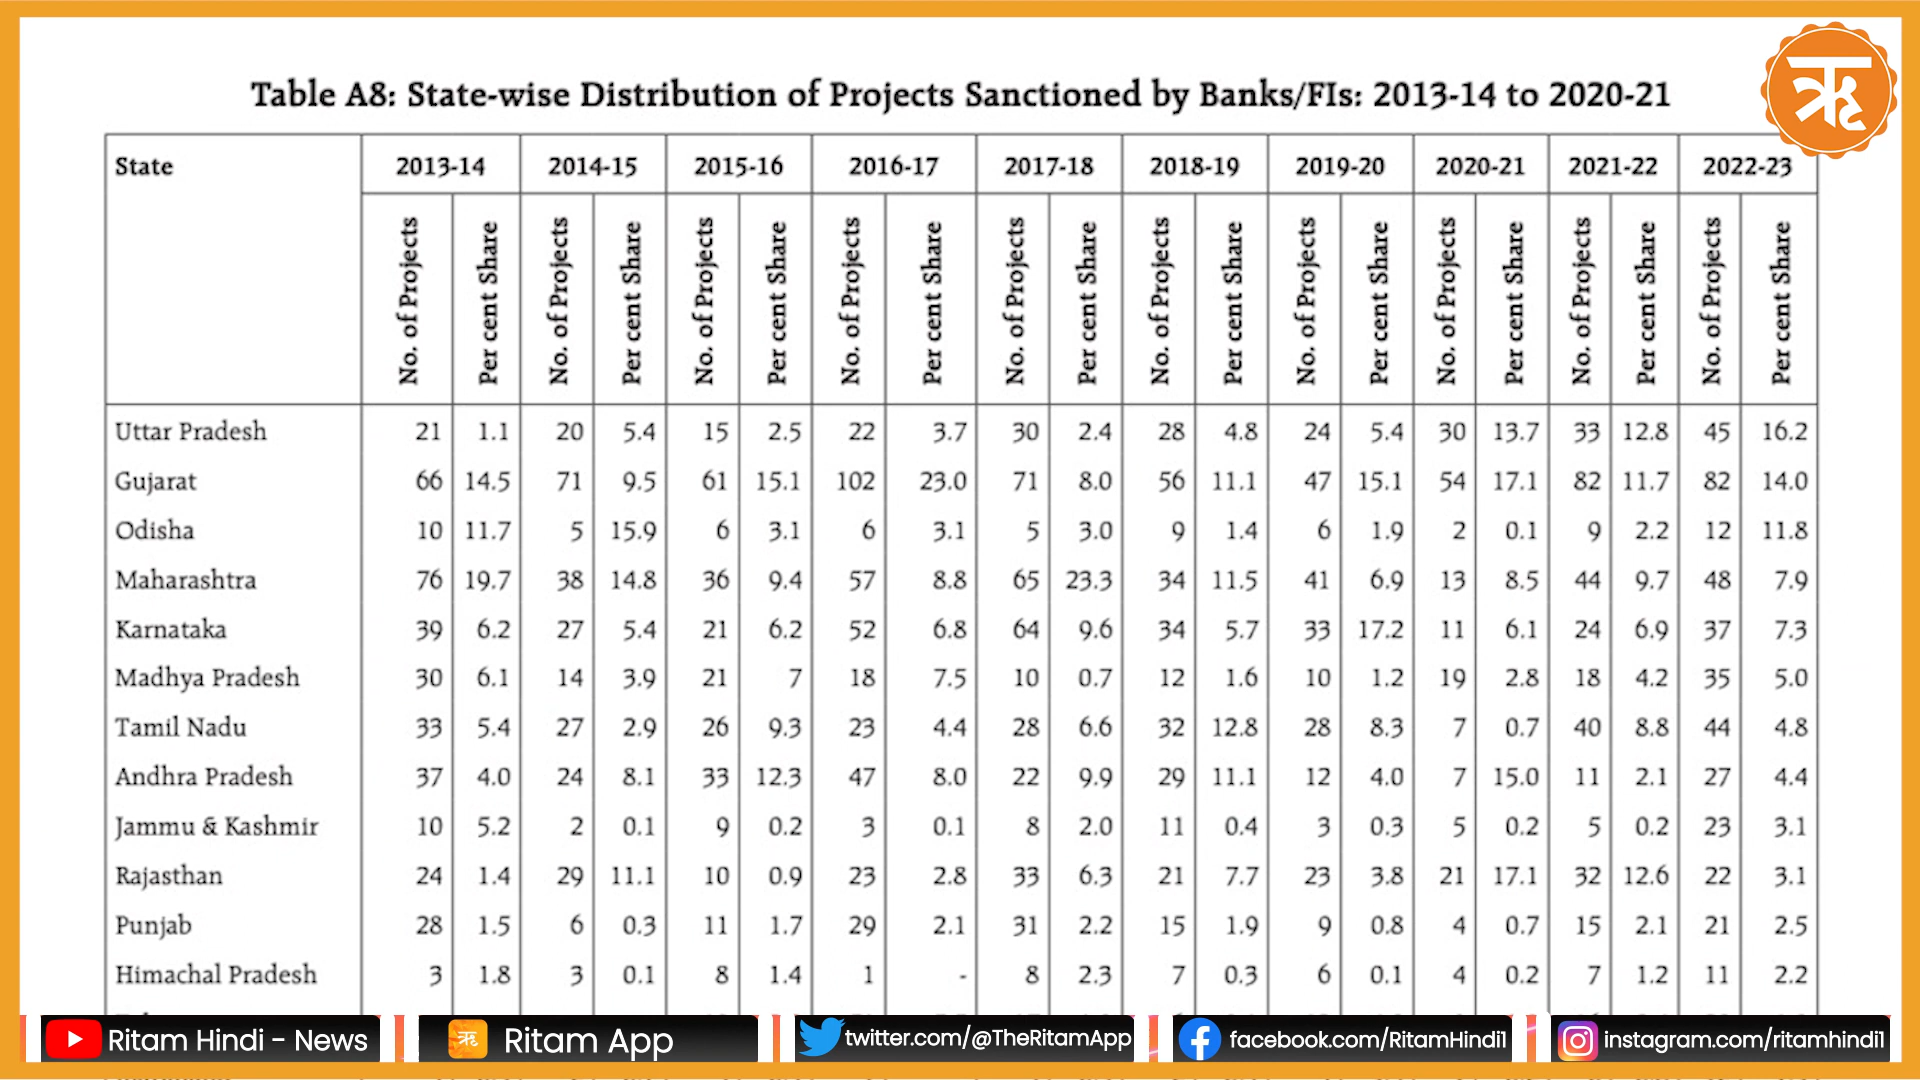 ऋ
Table A8: State-wise Distribution of Projects Sanctioned by Banks/FIs: 2013-14 to 2020-21
State 2013-14 2014-15 2015-16 2016-17 2017-18 2018-19 2019-20 2020-21 2021-22 2022-23
No. of Projects Per cent Share No. of Projects Per cent Share No. of Projects Per cent Share No. of Projects Per cent Share No. of Projects Per cent Share No. of Projects Per cent Share No. of Projects Per cent Share No. of Projects Per cent Share No. of Projects Per cent Share No. of Projects Per cent Share
Uttar Pradesh 21 1.1 20 5.4 15 2.5 22 3.7 30 2.4 28 4.8 24 5.4 30 13.7 33 12.8 45 16.2
Gujarat 66 14.5 71 9.5 61 15.1 102 23.0 71 8.0 56 11.1 47 15.1 54 17.1 82 11.7 82 14.0
Odisha 10 11.7 5 15.9 6 3.1 6 3.1 5 3.0 9 1.4 6 1.9 2 0.1 9 2.2 12 11.8
Maharashtra 76 19.7 38 14.8 36 9.4 57 8.8 65 23.3 34 11.5 41 6.9 13 8.5 44 9.7 48 7.9
Karnataka 39 6.2 27 5.4 21 6.2 52 6.8 64 9.6 34 5.7 33 17.2 11 6.1 24 6.9 37 7.3
Madhya Pradesh 30 6.1 14 3.9 21 7 18 7.5 10 0.7 12 1.6 10 1.2 19 2.8 18 4.2 35 5.0
Tamil Nadu 33 5.4 27 2.9 26 9.3 23 4.4 28 6.6 32 12.8 28 8.3 7 0.7 40 8.8 44 4.8
Andhra Pradesh 37 4.0 24 8.1 33 12.3 47 8.0 22 9.9 29 11.1 12 4.0 7 15.0 11 2.1 27 4.4
Jammu & Kashmir 10 5.2 2 0.1 9 0.2 3 0.1 8 2.0 11 0.4 3 0.3 5 0.2 5 0.2 23 3.1
Rajasthan 24 1.4 29 11.1 10 0.9 23 2.8 33 6.3 21 7.7 23 3.8 21 17.1 32 12.6 22 3.1
Punjab 28 1.5 6 0.3 11 1.7 29 2.1 31 2.2 15 1.9 9 0.8 4 0.7 15 2.1 21 2.5
Himachal Pradesh 3 1.8 3 0.1 8 1.4 1 - 8 2.3 7 0.3 6 0.1 4 0.2 7 1.2 11 2.2
Ritam Hindi - News ऋ Ritam App twitter.com/@TheRitamApp facebook.com/RitamHindi1 instagram.com/ritamhindi1